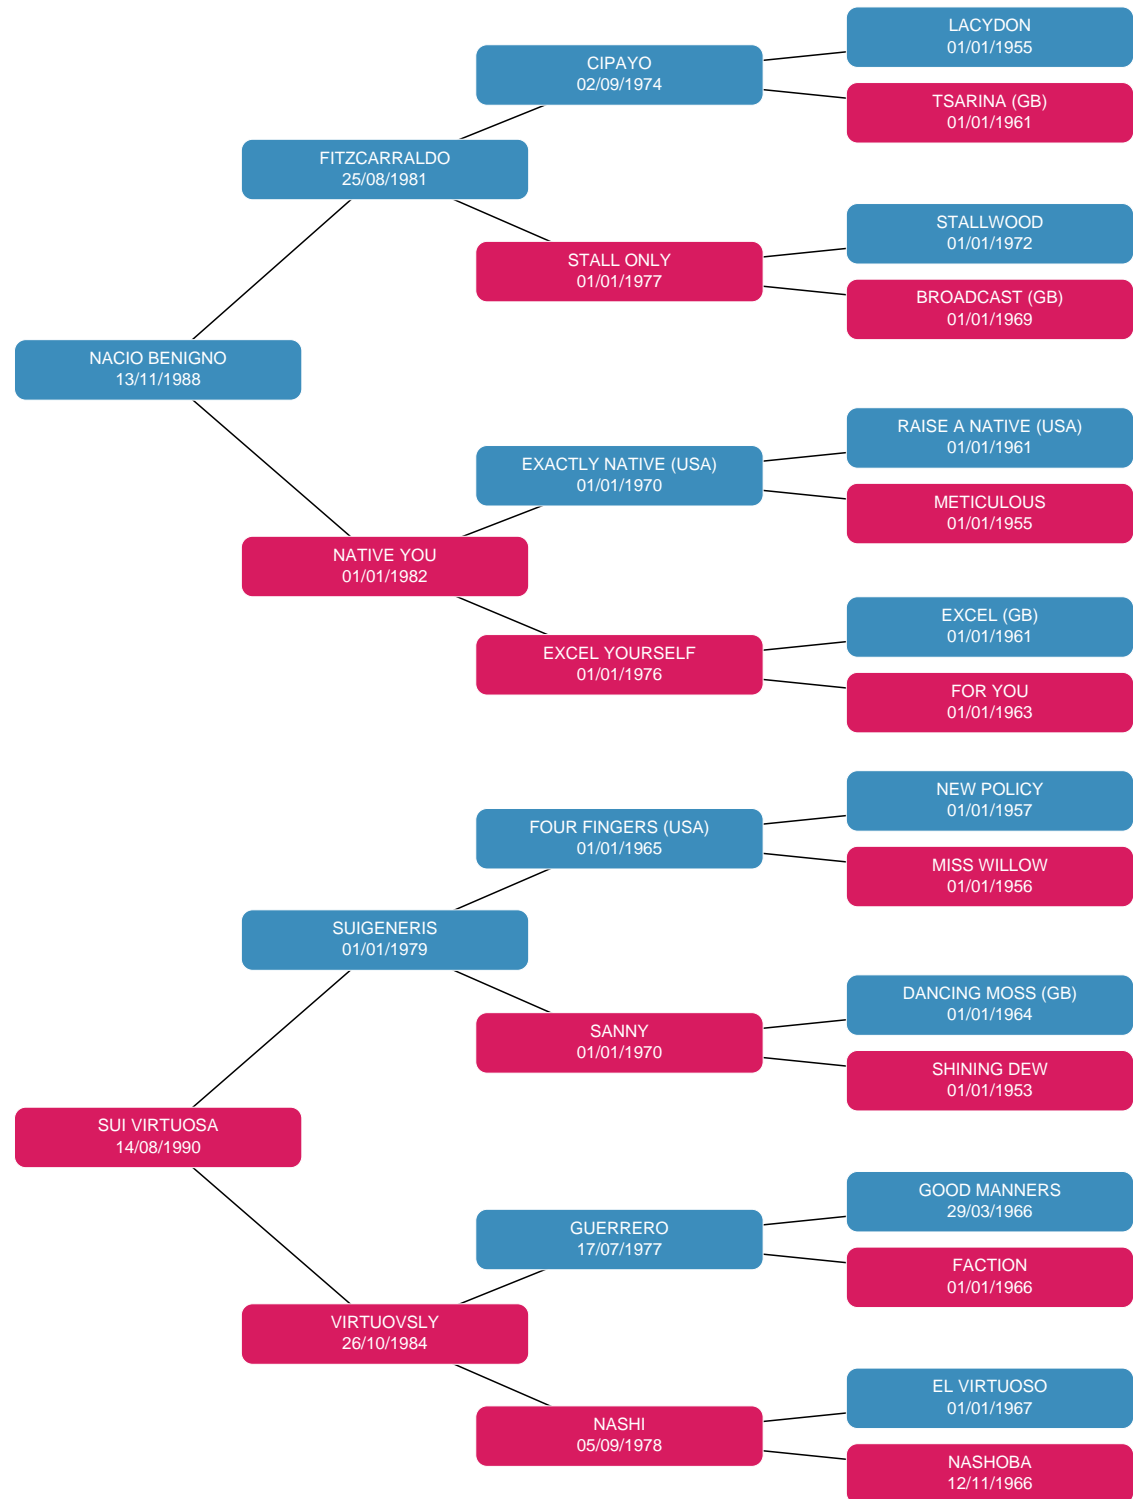 LACYDON
01/01/1955
CIPAYO
02/09/1974
TSARINA (GB)
01/01/1961
FITZCARRALDO
25/08/1981
STALLWOOD
01/01/1972
STALL ONLY
01/01/1977
BROADCAST (GB)
01/01/1969
NACIO BENIGNO
13/11/1988
RAISE A NATIVE (USA)
01/01/1961
EXACTLY NATIVE (USA)
01/01/1970
METICULOUS
01/01/1955
NATIVE YOU
01/01/1982
EXCEL (GB)
01/01/1961
EXCEL YOURSELF
01/01/1976
FOR YOU
01/01/1963
NEW POLICY
01/01/1957
FOUR FINGERS (USA)
01/01/1965
MISS WILLOW
01/01/1956
SUIGENERIS
01/01/1979
DANCING MOSS (GB)
01/01/1964
SANNY
01/01/1970
SHINING DEW
01/01/1953
SUI VIRTUOSA
14/08/1990
GOOD MANNERS
29/03/1966
GUERRERO
17/07/1977
FACTION
01/01/1966
VIRTUOVSLY
26/10/1984
EL VIRTUOSO
01/01/1967
NASHI
05/09/1978
NASHOBA
12/11/1966